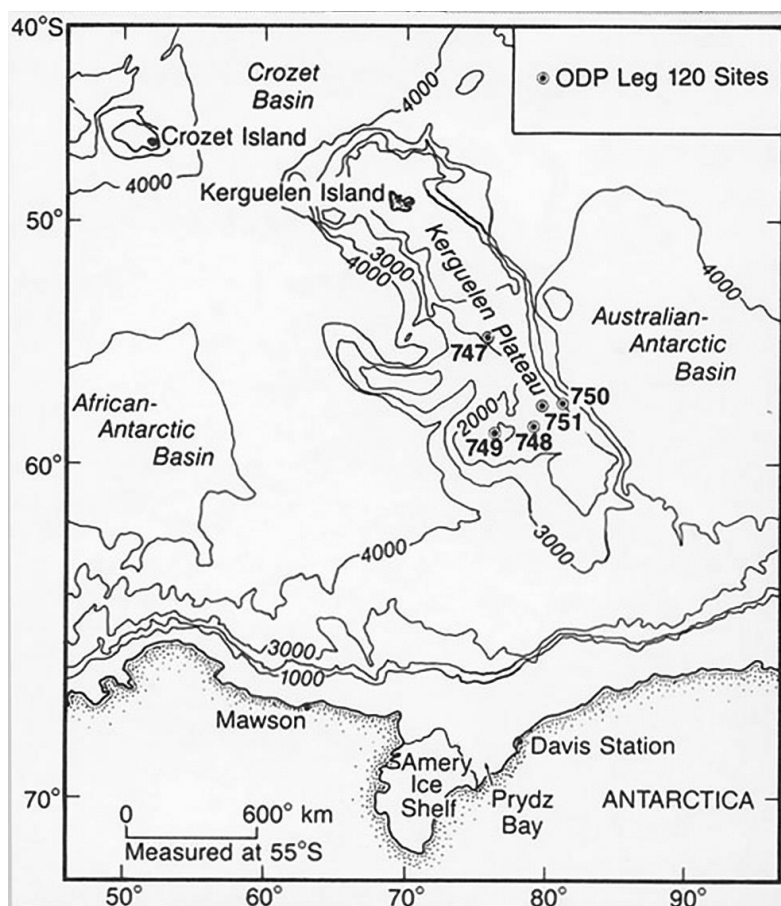 40°S
ODP Leg 120 Sites
Crozet
Basin
4000
Crozet Island
4000
Kerguelen Island
50°
3000
4000
Kerguelen Plateau
4000
Australian-
Antarctic
Basin
747
African-
Antarctic
Basin
2000
750
751
749
748
60°
4000
3000
3000
1000
Mawson
Davis Station
SAmery
Ice
Shelf
Prydz
Bay
ANTARCTICA
70°
0 600° km
Measured at 55°S
50° 60° 70° 80° 90°